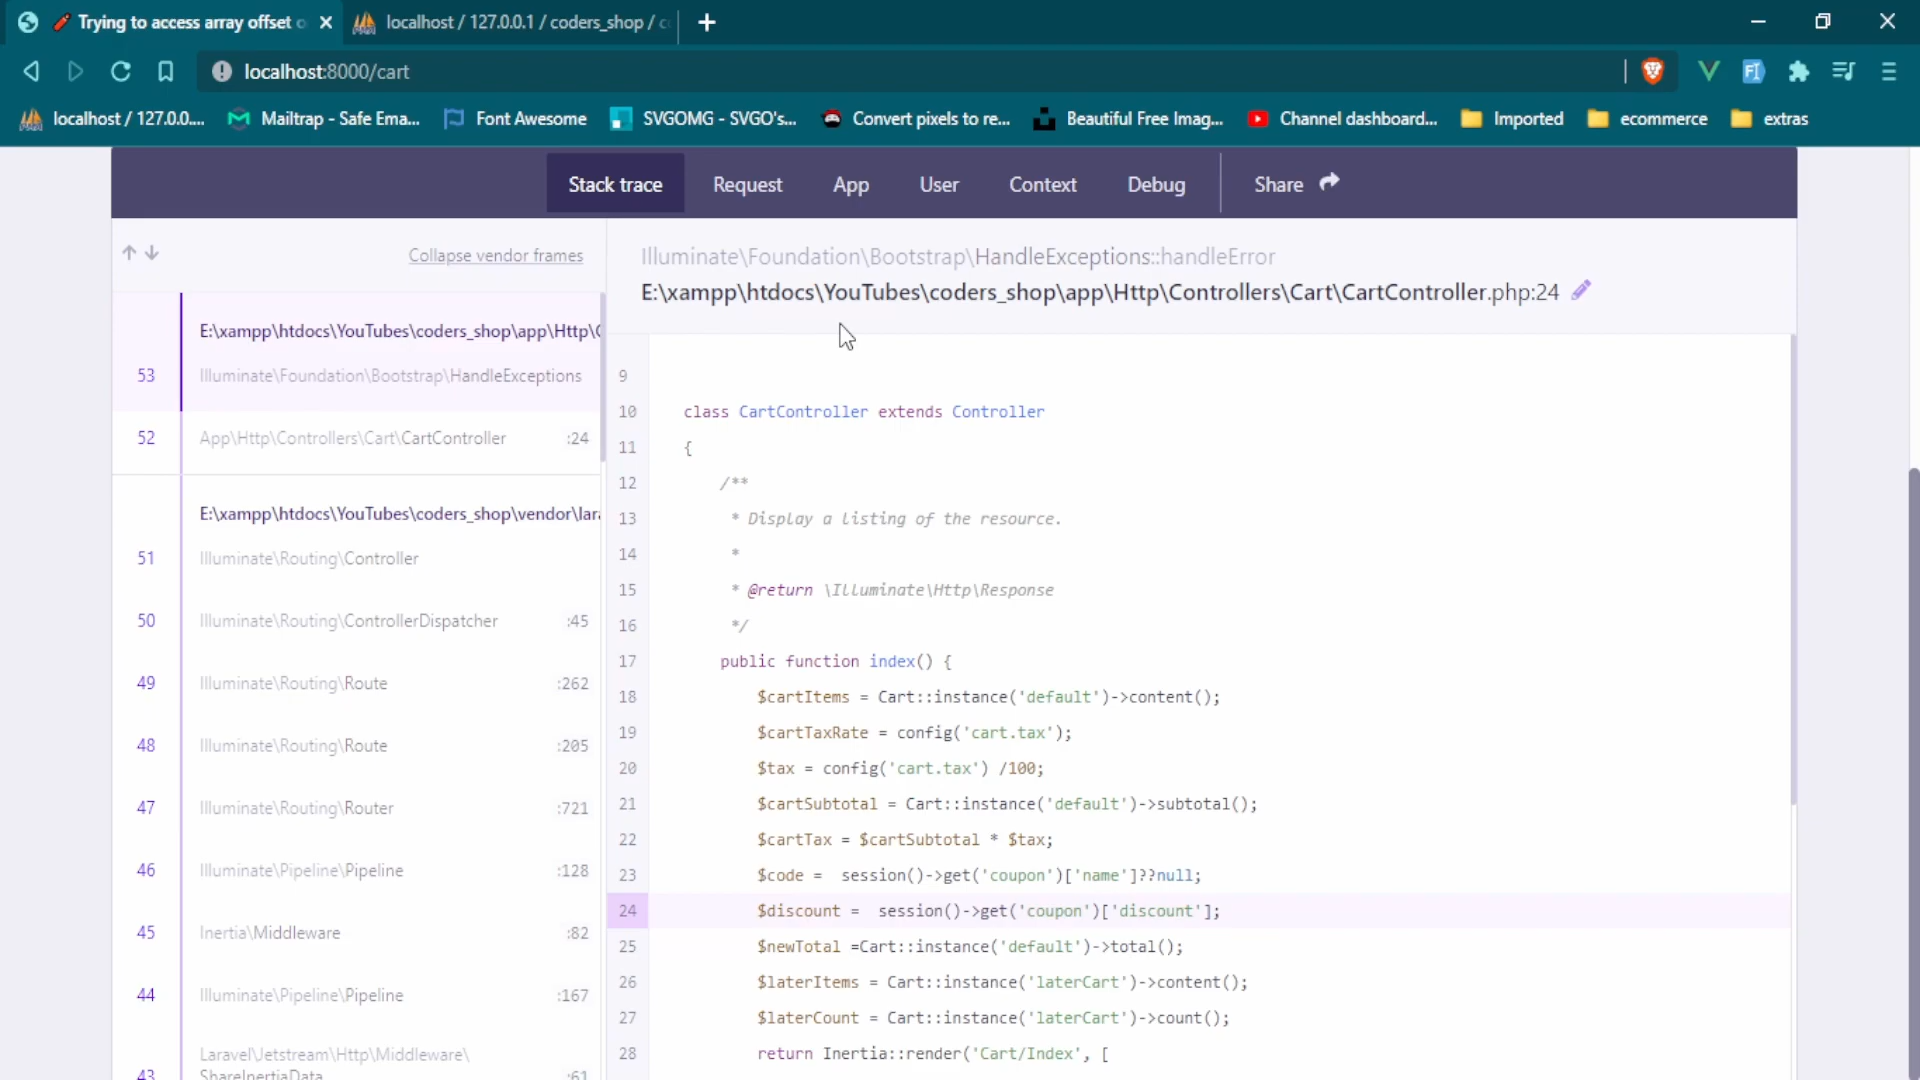 Trying to access array offset o
localhost / 127.0.0.1 / coders_shop / c
localhost:8000/cart
localhost / 127.0.0.... Mailtrap - Safe Ema... Font Awesome SVGOMG - SVGO's... Convert pixels to re... Beautiful Free Imag... Channel dashboard... Imported ecommerce extras
Stack trace Request App User Context Debug Share
Collapse vendor frames
E:\xampp\htdocs\YouTubes\coders_shop\app\Http\C
53 Illuminate\Foundation\Bootstrap\HandleExceptions
52 App\Http\Controllers\Cart\CartController :24
E:\xampp\htdocs\YouTubes\coders_shop\vendor\lar
51 Illuminate\Routing\Controller
50 Illuminate\Routing\ControllerDispatcher :45
49 Illuminate\Routing\Route :262
48 Illuminate\Routing\Route :205
47 Illuminate\Routing\Router :721
46 Illuminate\Pipeline\Pipeline :128
45 Inertia\Middleware :82
44 Illuminate\Pipeline\Pipeline :167
Laravel\Jetstream\Http\Middleware\
43 ShareInertiaData :61
Illuminate\Foundation\Bootstrap\HandleExceptions::handleError
E:\xampp\htdocs\YouTubes\coders_shop\app\Http\Controllers\Cart\CartController.php:24
9
10 class CartController extends Controller
11 {
12 /**
13 * Display a listing of the resource.
14 *
15 * @return \Illuminate\Http\Response
16 */
17 public function index() {
18 $cartItems = Cart::instance('default')->content();
19 $cartTaxRate = config('cart.tax');
20 $tax = config('cart.tax') /100;
21 $cartSubtotal = Cart::instance('default')->subtotal();
22 $cartTax = $cartSubtotal * $tax;
23 $code =  session()->get('coupon')['name']??null;
24 $discount =  session()->get('coupon')['discount'];
25 $newTotal =Cart::instance('default')->total();
26 $laterItems = Cart::instance('laterCart')->content();
27 $laterCount = Cart::instance('laterCart')->count();
28 return Inertia::render('Cart/Index', [